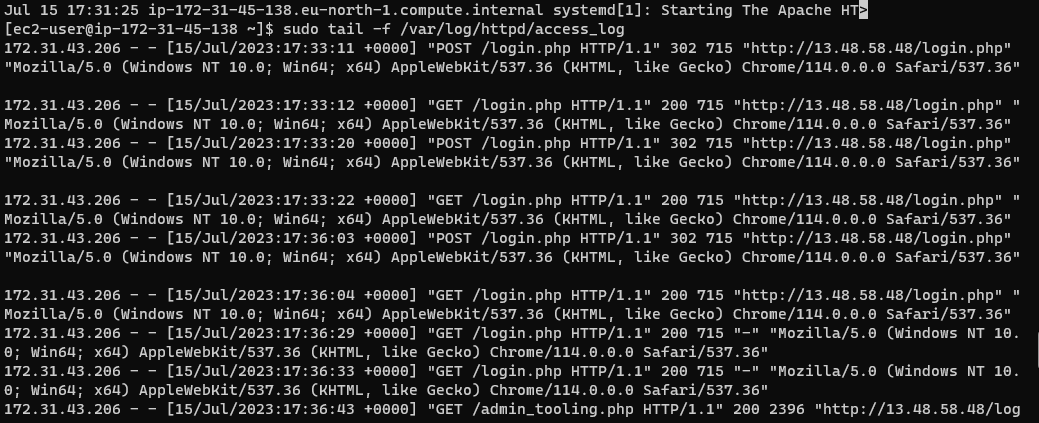 Jul 15 17:31:25 ip-172-31-45-138.eu-north-1.compute.internal systemd[1]: Starting The Apache HT>
[ec2-user@ip-172-31-45-138 ~]$ sudo tail -f /var/log/httpd/access_log
172.31.43.206 - - [15/Jul/2023:17:33:11 +0000] "POST /login.php HTTP/1.1" 302 715 "http://13.48.58.48/login.php"
"Mozilla/5.0 (Windows NT 10.0; Win64; x64) AppleWebKit/537.36 (KHTML, like Gecko) Chrome/114.0.0.0 Safari/537.36"
172.31.43.206 - - [15/Jul/2023:17:33:12 +0000] "GET /login.php HTTP/1.1" 200 715 "http://13.48.58.48/login.php" "
Mozilla/5.0 (Windows NT 10.0; Win64; x64) AppleWebKit/537.36 (KHTML, like Gecko) Chrome/114.0.0.0 Safari/537.36"
172.31.43.206 - - [15/Jul/2023:17:33:20 +0000] "POST /login.php HTTP/1.1" 302 715 "http://13.48.58.48/login.php"
"Mozilla/5.0 (Windows NT 10.0; Win64; x64) AppleWebKit/537.36 (KHTML, like Gecko) Chrome/114.0.0.0 Safari/537.36"
172.31.43.206 - - [15/Jul/2023:17:33:22 +0000] "GET /login.php HTTP/1.1" 200 715 "http://13.48.58.48/login.php" "
Mozilla/5.0 (Windows NT 10.0; Win64; x64) AppleWebKit/537.36 (KHTML, like Gecko) Chrome/114.0.0.0 Safari/537.36"
172.31.43.206 - - [15/Jul/2023:17:36:03 +0000] "POST /login.php HTTP/1.1" 302 715 "http://13.48.58.48/login.php"
"Mozilla/5.0 (Windows NT 10.0; Win64; x64) AppleWebKit/537.36 (KHTML, like Gecko) Chrome/114.0.0.0 Safari/537.36"
172.31.43.206 - - [15/Jul/2023:17:36:04 +0000] "GET /login.php HTTP/1.1" 200 715 "http://13.48.58.48/login.php" "
Mozilla/5.0 (Windows NT 10.0; Win64; x64) AppleWebKit/537.36 (KHTML, like Gecko) Chrome/114.0.0.0 Safari/537.36"
172.31.43.206 - - [15/Jul/2023:17:36:29 +0000] "GET /login.php HTTP/1.1" 200 715 "-" "Mozilla/5.0 (Windows NT 10.
0; Win64; x64) AppleWebKit/537.36 (KHTML, like Gecko) Chrome/114.0.0.0 Safari/537.36"
172.31.43.206 - - [15/Jul/2023:17:36:33 +0000] "GET /login.php HTTP/1.1" 200 715 "-" "Mozilla/5.0 (Windows NT 10.
0; Win64; x64) AppleWebKit/537.36 (KHTML, like Gecko) Chrome/114.0.0.0 Safari/537.36"
172.31.43.206 - - [15/Jul/2023:17:36:43 +0000] "GET /admin_tooling.php HTTP/1.1" 200 2396 "http://13.48.58.48/log